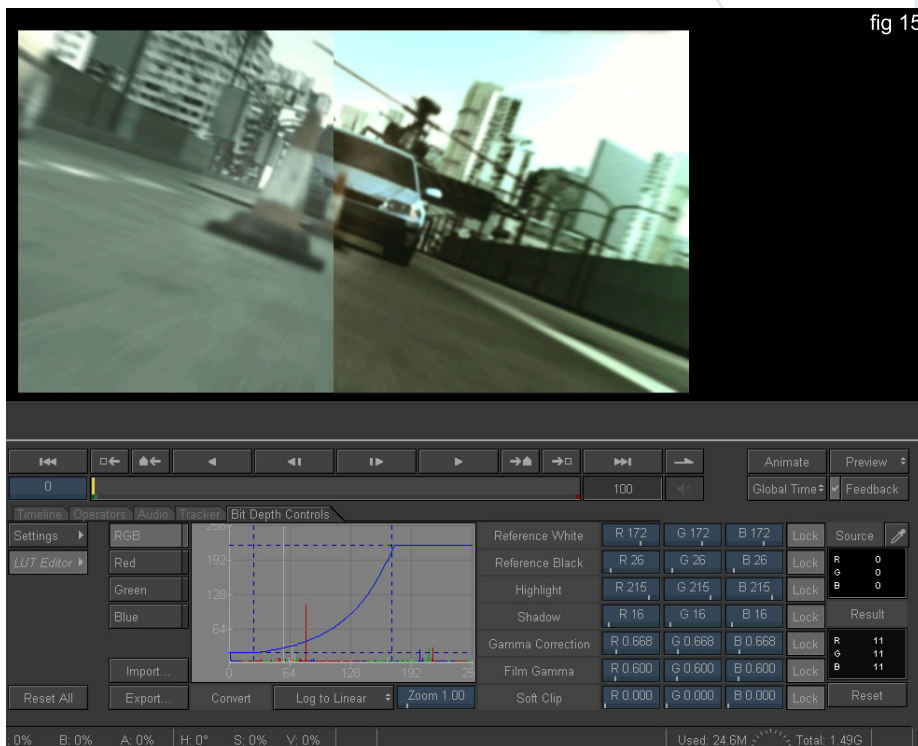 fig 15
0
100
Animate
Preview
Global Time
Feedback
Timeline
Operators
Audio
Tracker
Bit Depth Controls
Settings
LUT Editor
Reset All
RGB
Red
Green
Blue
Import...
Export...
256
192
128
64
0 64 128 192 25
Convert
Log to Linear
Zoom 1.00
Reference White R 172 G 172 B 172 Lock
Reference Black R 26 G 26 B 26 Lock
Highlight R 215 G 215 B 215 Lock
Shadow R 16 G 16 B 16 Lock
Gamma Correction R 0.668 G 0.668 B 0.668 Lock
Film Gamma R 0.600 G 0.600 B 0.600 Lock
Soft Clip R 0.000 G 0.000 B 0.000 Lock
Source
R 0
G 0
B 0
Result
R 11
G 11
B 11
Reset
: 0% B: 0% A: 0% H: 0° S: 0% V: 0%
Used: 24.6M Total: 1.49G